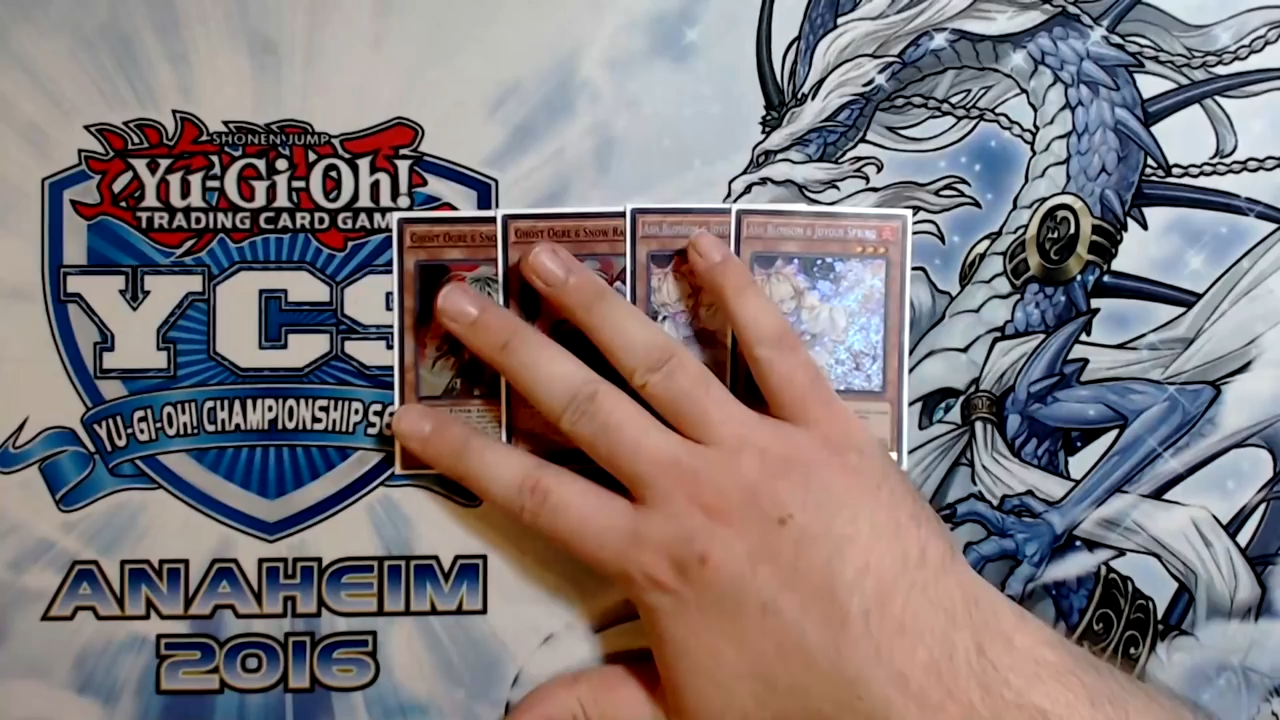 SHONEN JUMP
Yu-Gi-Oh!
TRADING CARD GAM
YCS
YU-GI-OH! CHAMPIONSHIP SE
ANAHEIM
2016
GHOST OGRE & SNO
GHOST OGRE & SNOW RA
ASH BLOSSOM & JOYO
ASH BLOSSOM & JOYOUS SPRING